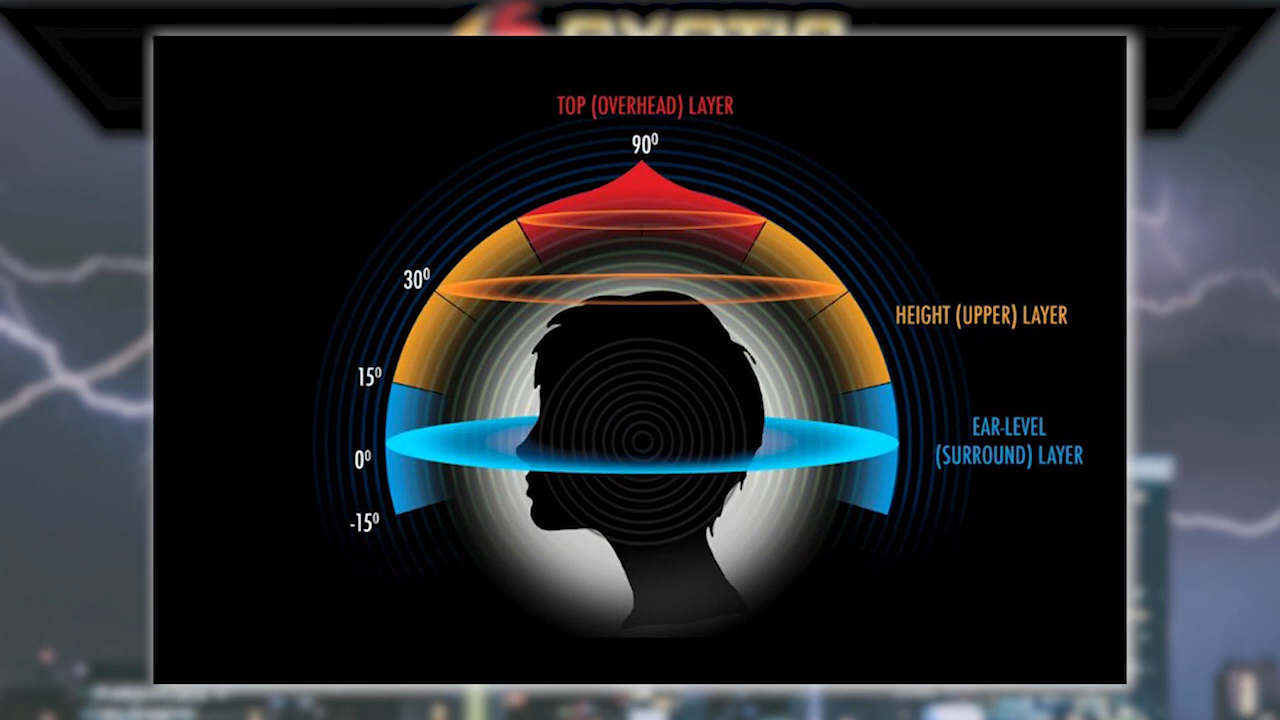 TOP (OVERHEAD) LAYER
90⁰
30⁰
HEIGHT (UPPER) LAYER
15⁰
EAR-LEVEL
(SURROUND) LAYER
0⁰
-15⁰